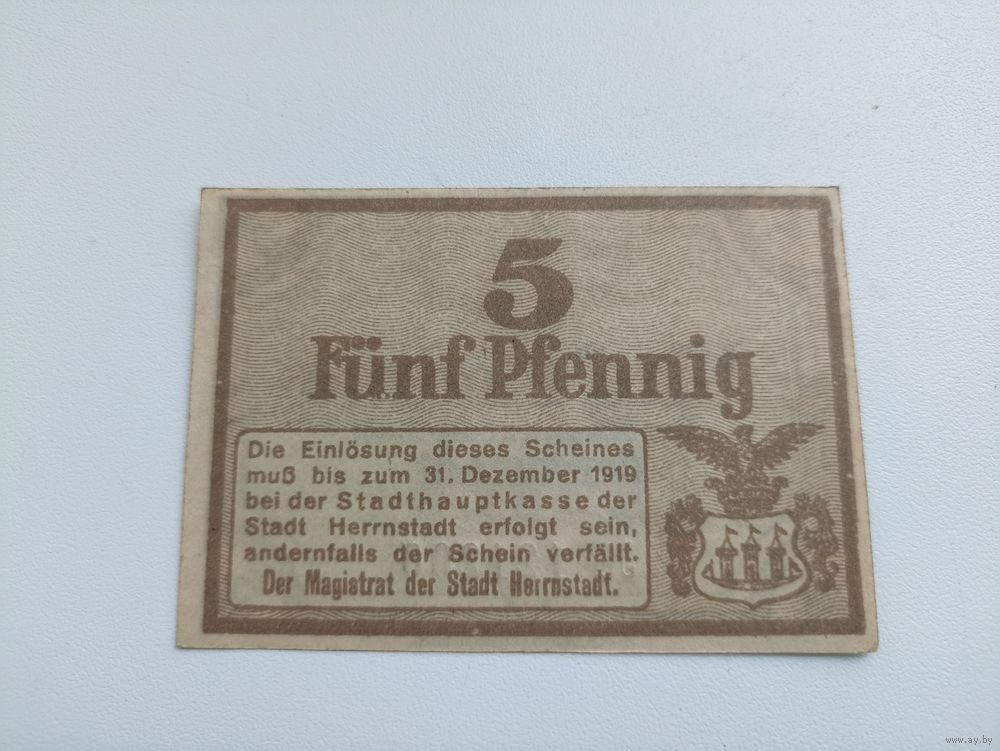 5
Fünf Pfennig
Die Einlösung dieses Scheines
muß bis zum 31. Dezember 1919
bei der Stadthauptkasse der
Stadt Herrnstadt erfolgt sein,
andernfalls der Schein verfällt.
Der Magistrat der Stadt Herrnstadt.
www.ay.by